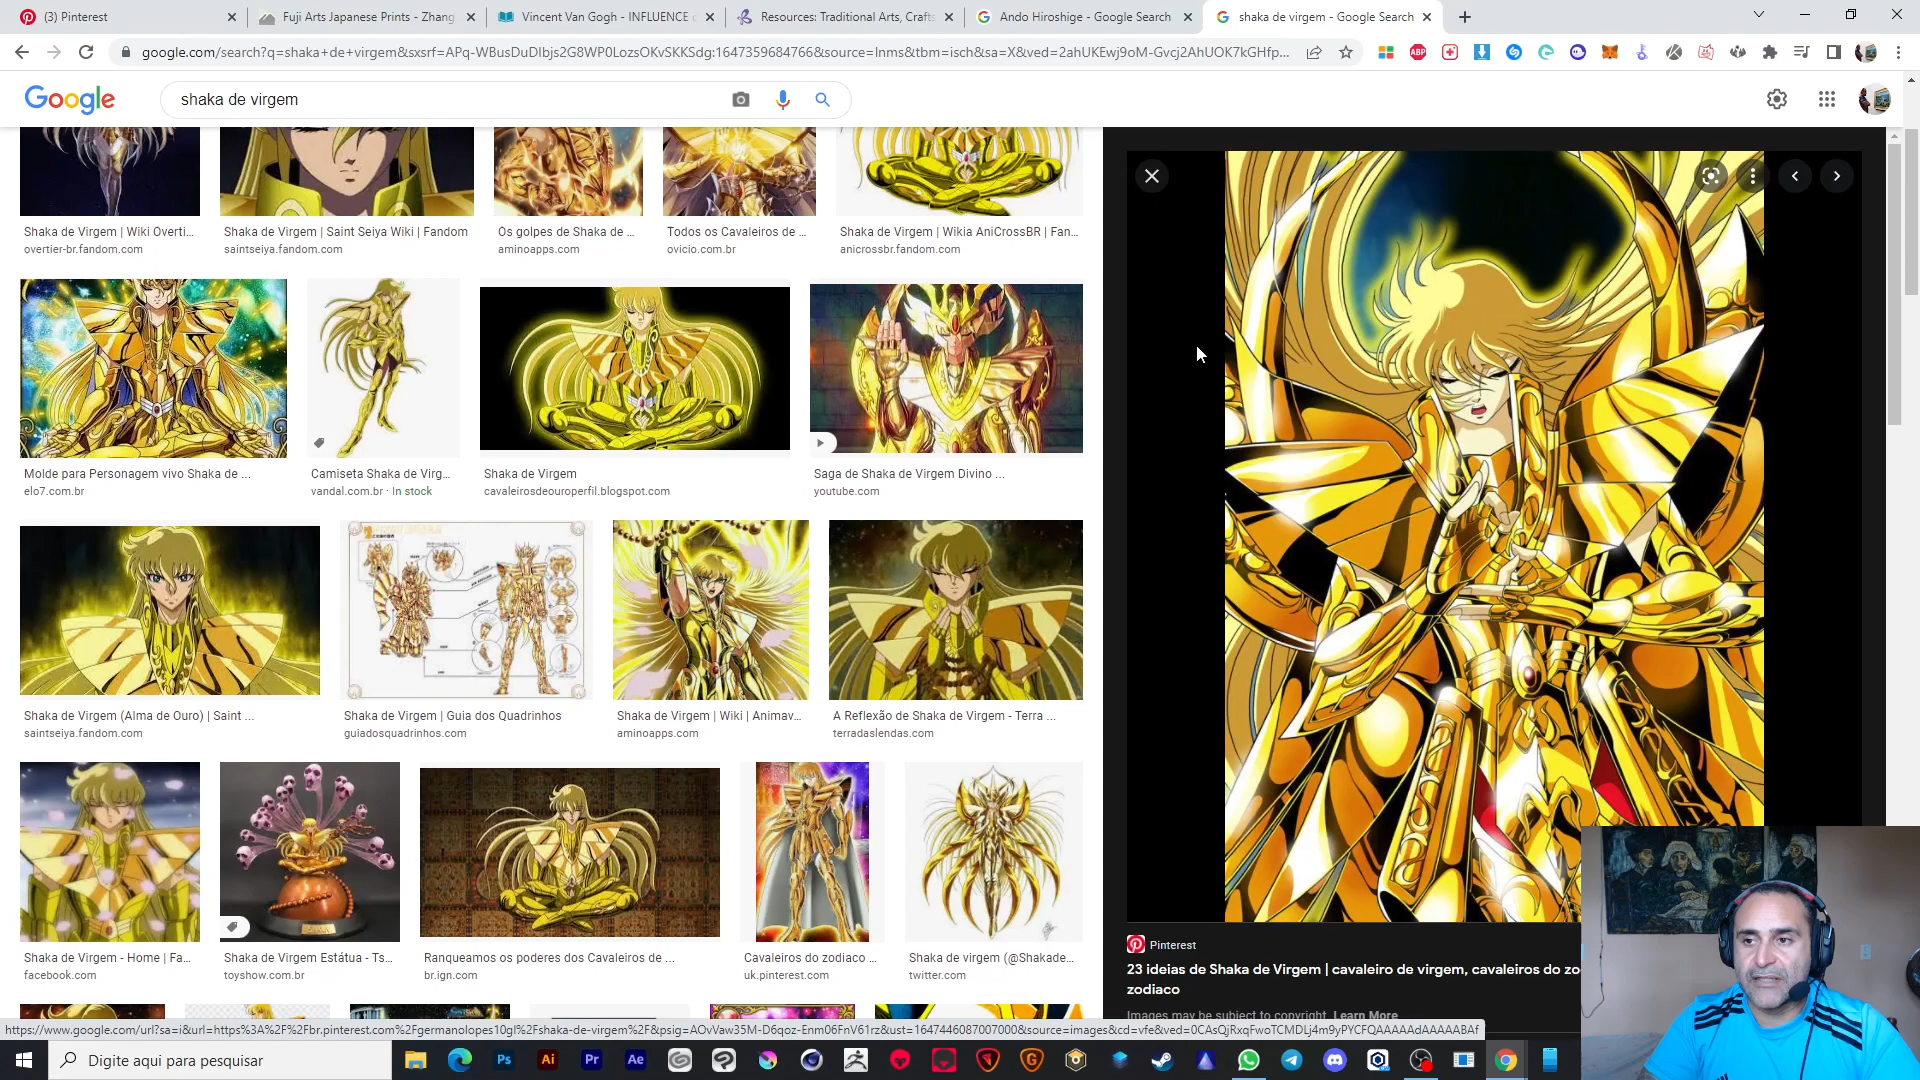 (3) Pinterest
Fuji Arts Japanese Prints - Zhang
Vincent Van Gogh - INFLUENCE
Resources: Traditional Arts, Crafts
Ando Hiroshige - Google Search
shaka de virgem - Google Search
google.com/search?q=shaka+de+virgem&sxsrf=APq-WBusDuDIbjs2G8WP0LozsOKvSKKSdg:1647359684766&source=lnms&tbm=isch&sa=X&ved=2ahUKEwj9oM-Gvcj2AhUOK7kGHfp...
ABP
Google
shaka de virgem
Shaka de Virgem | Wiki Overti...
overtier-br.fandom.com
Shaka de Virgem | Saint Seiya Wiki | Fandom
saintseiya.fandom.com
Os golpes de Shaka de ...
aminoapps.com
Todos os Cavaleiros de ...
ovicio.com.br
Shaka de Virgem | Wikia AniCrossBR | Fan...
anicrossbr.fandom.com
Molde para Personagem vivo Shaka de ...
elo7.com.br
Camiseta Shaka de Virg...
vandal.com.br · In stock
Shaka de Virgem
cavaleirosdeouroperfil.blogspot.com
Saga de Shaka de Virgem Divino ...
youtube.com
Shaka de Virgem (Alma de Ouro) | Saint ...
saintseiya.fandom.com
Shaka de Virgem | Guia dos Quadrinhos
guiadosquadrinhos.com
Shaka de Virgem | Wiki | Animav...
aminoapps.com
A Reflexão de Shaka de Virgem - Terra ...
terradaslendas.com
Shaka de Virgem - Home | Fa...
facebook.com
Shaka de Virgem Estátua - Ts...
toyshow.com.br
Ranqueamos os poderes dos Cavaleiros de ...
br.ign.com
Cavaleiros do zodiaco ...
uk.pinterest.com
Shaka de virgem (@Shakade...
twitter.com
Pinterest
23 ideias de Shaka de Virgem | cavaleiro de virgem, cavaleiros do zo
zodiaco
Images may be subject to copyright. Learn More
https://www.google.com/url?sa=i&url=https%3A%2F%2Fbr.pinterest.com%2Fgermanolopes10gl%2Fshaka-de-virgem%2F&psig=AOvVaw35M-D6qoz-Enm06FnV61rz&ust=1647446087007000&source=images&cd=vfe&ved=0CAsQjRxqFwoTCMDLj4m9yPYCFQAAAAAdAAAAABAf
Digite aqui para pesquisar
Ps
Ai
Pr
Ae